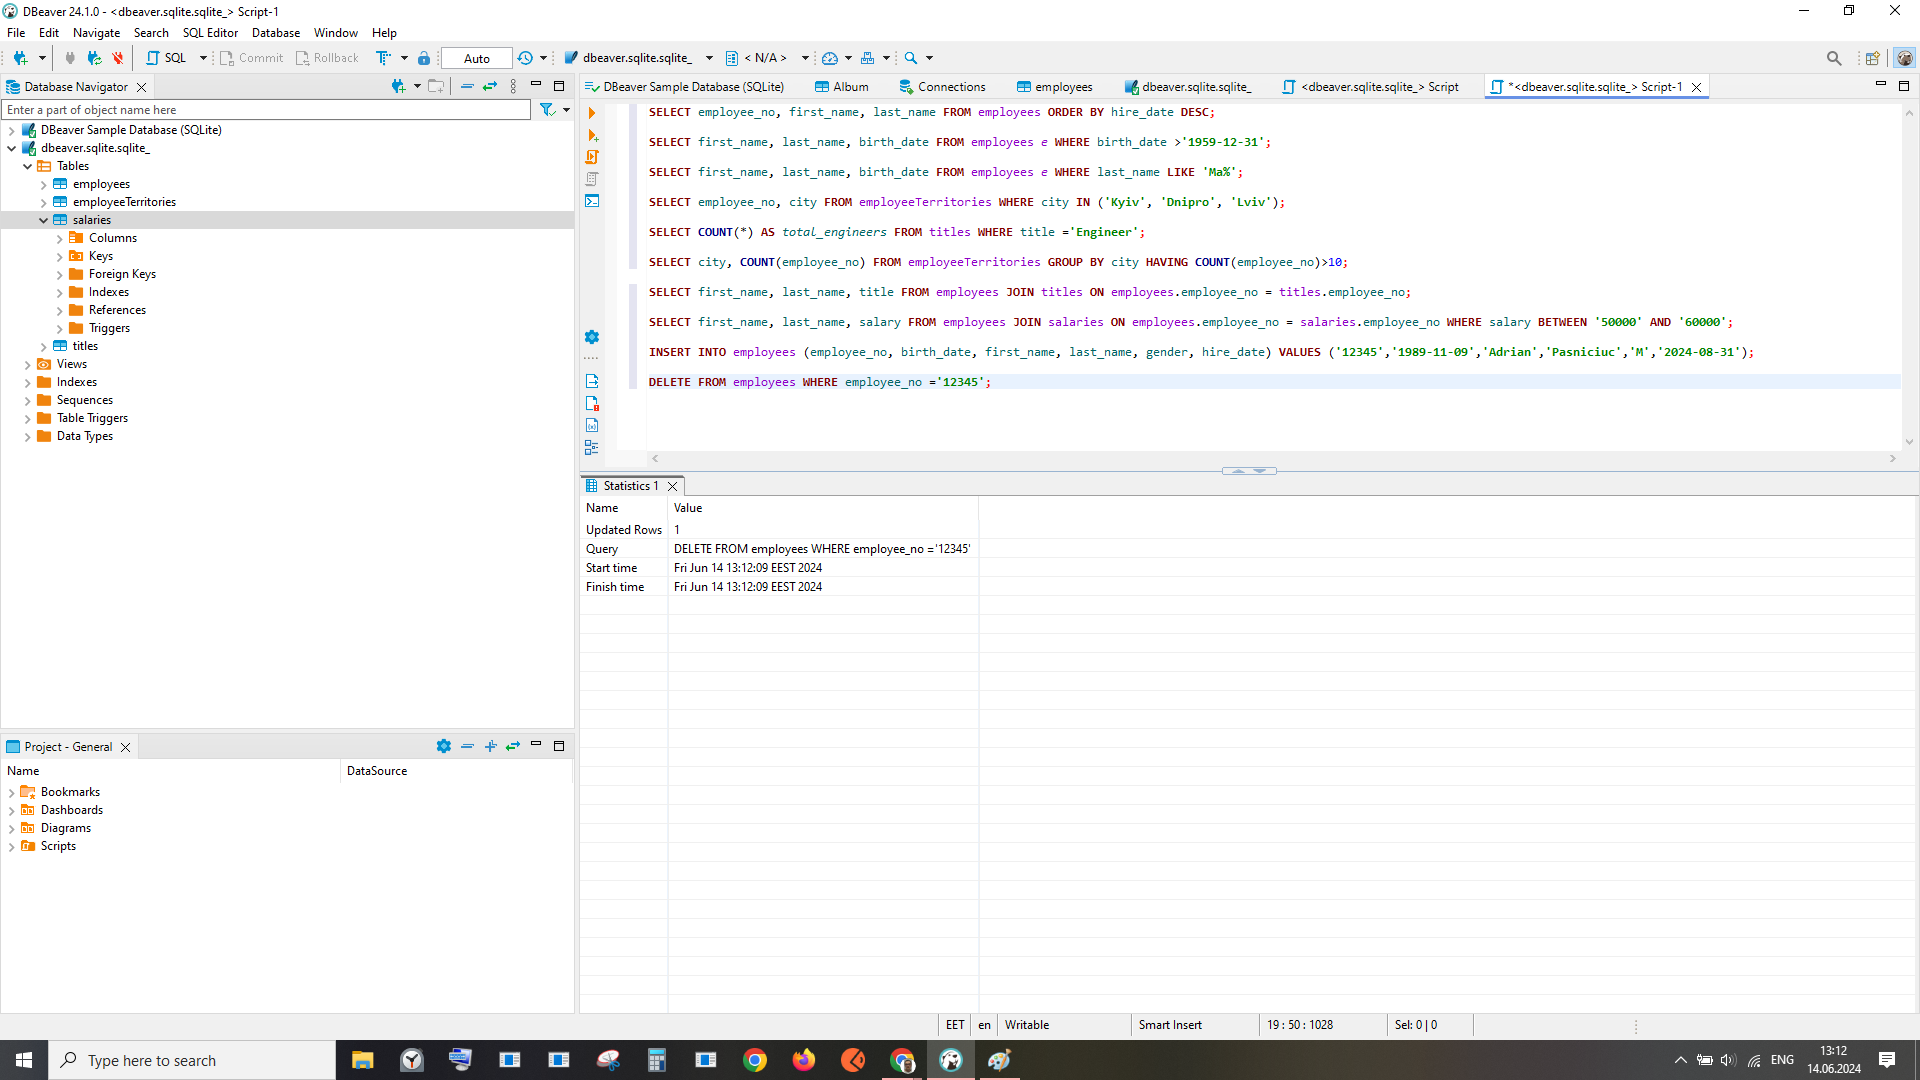 DBeaver 24.1.0 - <dbeaver.sqlite.sqlite_> Script-1
File Edit Navigate Search SQL Editor Database Window Help
SQL Commit Rollback Auto dbeaver.sqlite.sqlite_ < N/A >
Database Navigator
Enter a part of object name here
DBeaver Sample Database (SQLite)
dbeaver.sqlite.sqlite_
Tables
employees
employeeTerritories
salaries
Columns
Keys
Foreign Keys
Indexes
References
Triggers
titles
Views
Indexes
Sequences
Table Triggers
Data Types
Project - General
Name DataSource
Bookmarks
Dashboards
Diagrams
Scripts
DBeaver Sample Database (SQLite) Album Connections employees dbeaver.sqlite.sqlite_ <dbeaver.sqlite.sqlite_> Script *<dbeaver.sqlite.sqlite_> Script-1
SELECT employee_no, first_name, last_name FROM employees ORDER BY hire_date DESC;
SELECT first_name, last_name, birth_date FROM employees e WHERE birth_date >'1959-12-31';
SELECT first_name, last_name, birth_date FROM employees e WHERE last_name LIKE 'Ma%';
SELECT employee_no, city FROM employeeTerritories WHERE city IN ('Kyiv', 'Dnipro', 'Lviv');
SELECT COUNT(*) AS total_engineers FROM titles WHERE title ='Engineer';
SELECT city, COUNT(employee_no) FROM employeeTerritories GROUP BY city HAVING COUNT(employee_no)>10;
SELECT first_name, last_name, title FROM employees JOIN titles ON employees.employee_no = titles.employee_no;
SELECT first_name, last_name, salary FROM employees JOIN salaries ON employees.employee_no = salaries.employee_no WHERE salary BETWEEN '50000' AND '60000';
INSERT INTO employees (employee_no, birth_date, first_name, last_name, gender, hire_date) VALUES ('12345','1989-11-09','Adrian','Pasniciuc','M','2024-08-31');
DELETE FROM employees WHERE employee_no ='12345';
Statistics 1
Name Value
Updated Rows 1
Query DELETE FROM employees WHERE employee_no ='12345'
Start time Fri Jun 14 13:12:09 EEST 2024
Finish time Fri Jun 14 13:12:09 EEST 2024
EET en Writable Smart Insert 19 : 50 : 1028 Sel: 0 | 0
Type here to search
ENG
13:12
14.06.2024